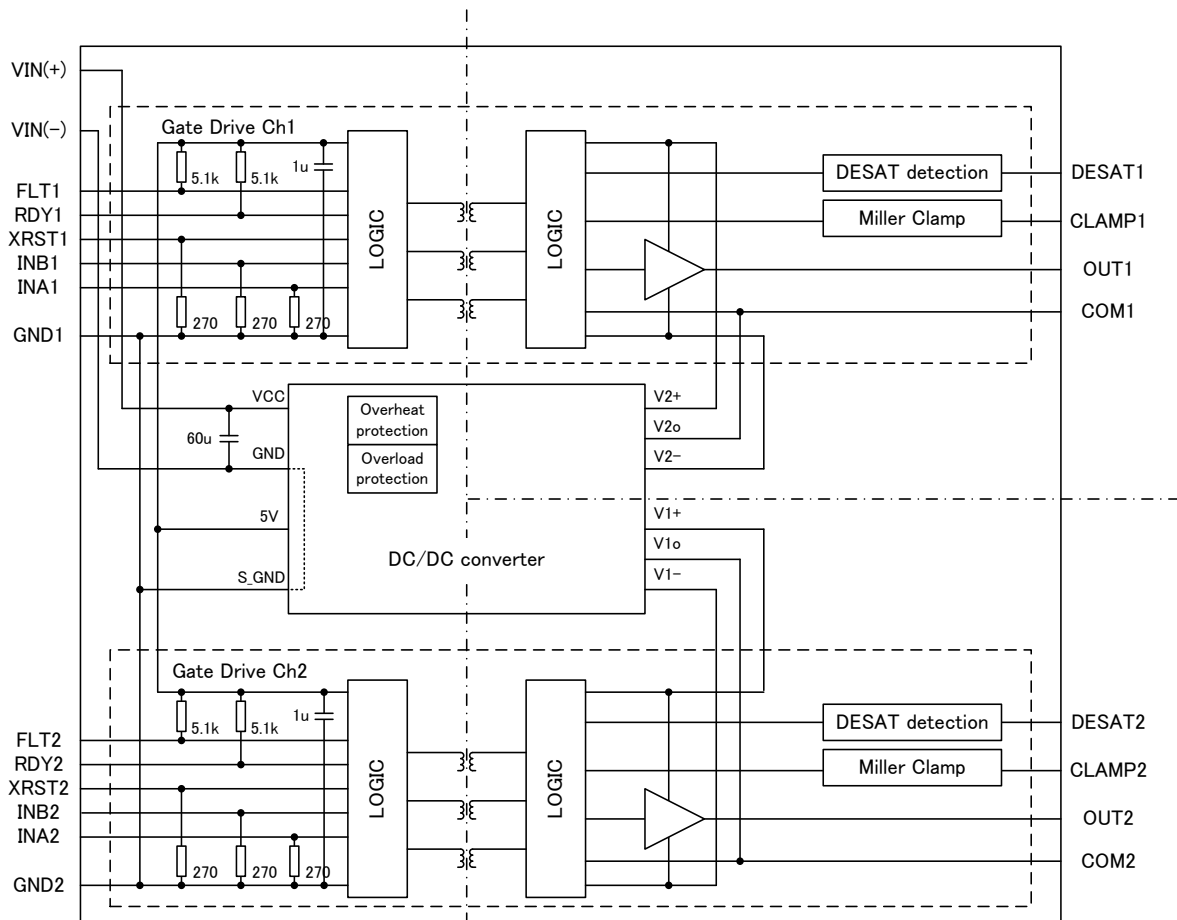 VIN(+)
VIN(-)
Gate Drive Ch1
1u
5.1k
5.1k
FLT1
RDY1
XRST1
INB1
INA1
GND1
270
270
270
LOGIC
LOGIC
DESAT detection
DESAT1
Miller Clamp
CLAMP1
OUT1
COM1
VCC
60u
GND
5V
S_GND
Overheat
protection
Overload
protection
DC/DC converter
V2+
V2o
V2-
V1+
V1o
V1-
Gate Drive Ch2
1u
5.1k
5.1k
FLT2
RDY2
XRST2
INB2
INA2
GND2
270
270
270
LOGIC
LOGIC
DESAT detection
DESAT2
Miller Clamp
CLAMP2
OUT2
COM2